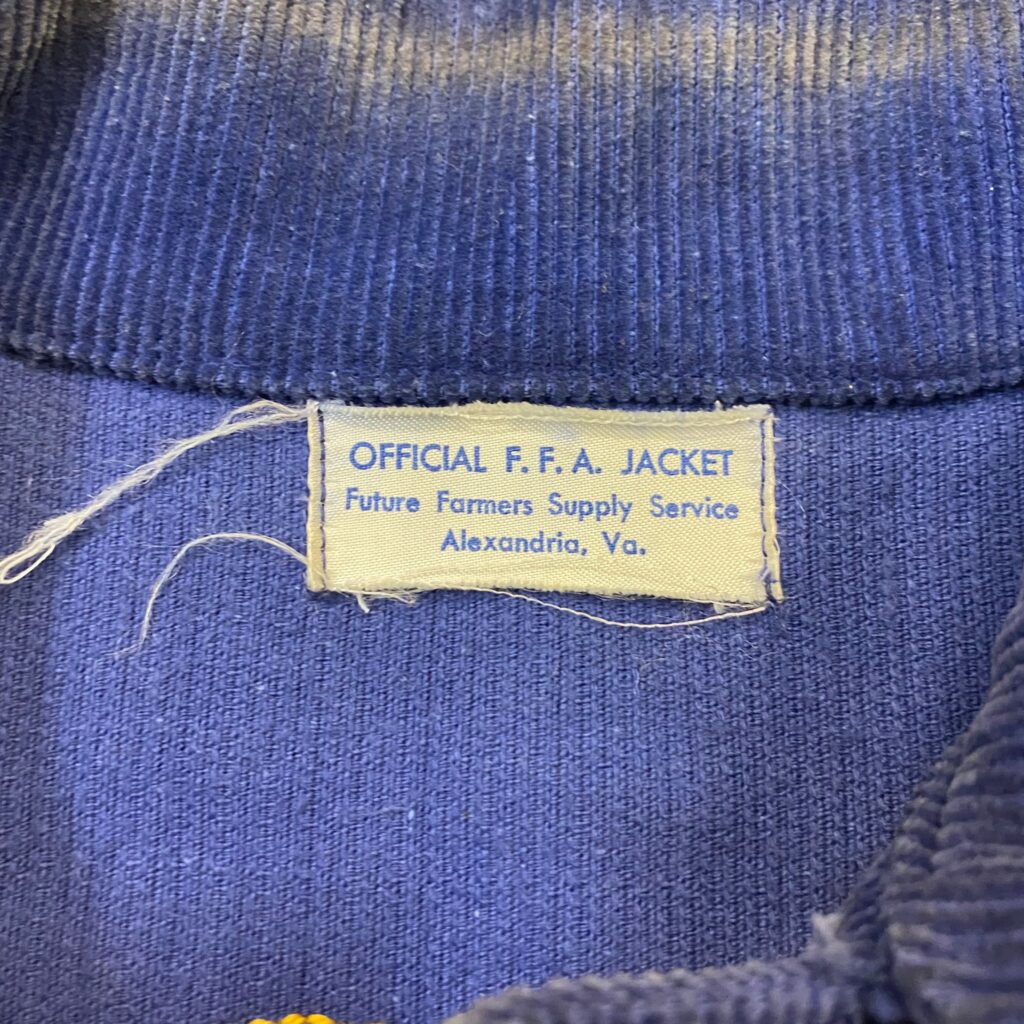 OFFICIAL F. F. A. JACKET
Future Farmers Supply Service
Alexandria, Va.